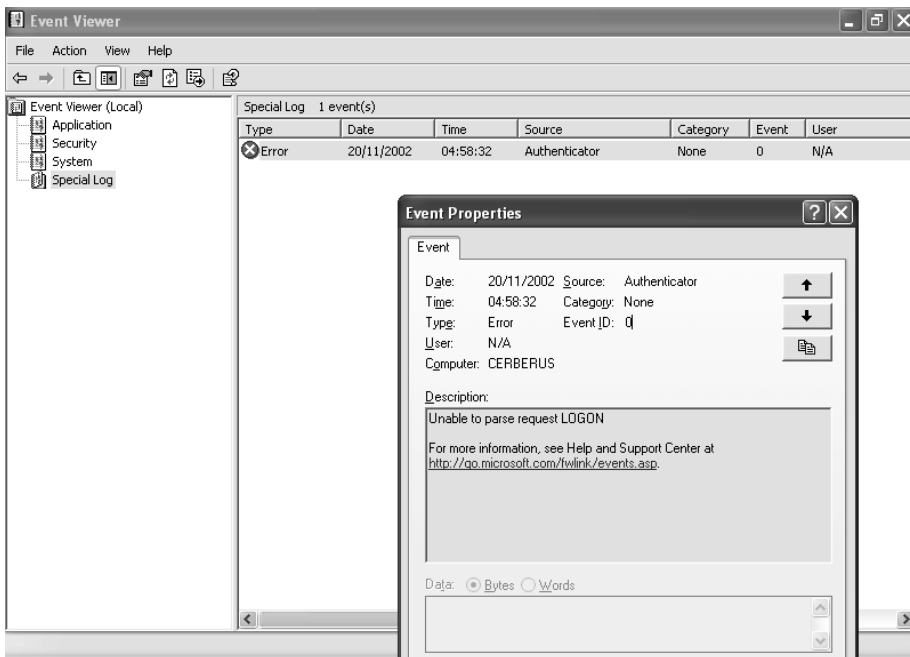 Event Viewer
File Action View Help
Event Viewer (Local)
Application
Security
System
Special Log
Special Log 1 event(s)
Type Date Time Source Category Event User
Error 20/11/2002 04:58:32 Authenticator None 0 N/A
Event Properties
Event
Date: 20/11/2002 Source: Authenticator
Time: 04:58:32 Category: None
Type: Error Event ID: 0
User: N/A
Computer: CERBERUS
Description:
Unable to parse request LOGON
For more information, see Help and Support Center at
http://go.microsoft.com/fwlink/events.asp.
Data: Bytes Words